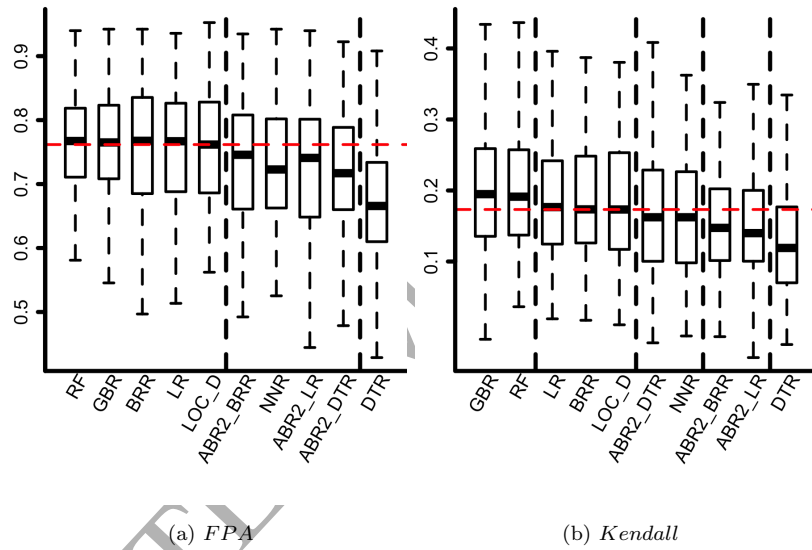 0.9
0.8
0.7
0.6
0.5
RF GBR BRR LR LOC_D ABR2_BRR NNR ABR2_LR ABR2_DTR DTR
(a) FPA
0.4
0.3
0.2
0.1
GBR RF LR BRR LOC_D ABR2_DTR NNR ABR2_BRR ABR2_LR DTR
(b) Kendall